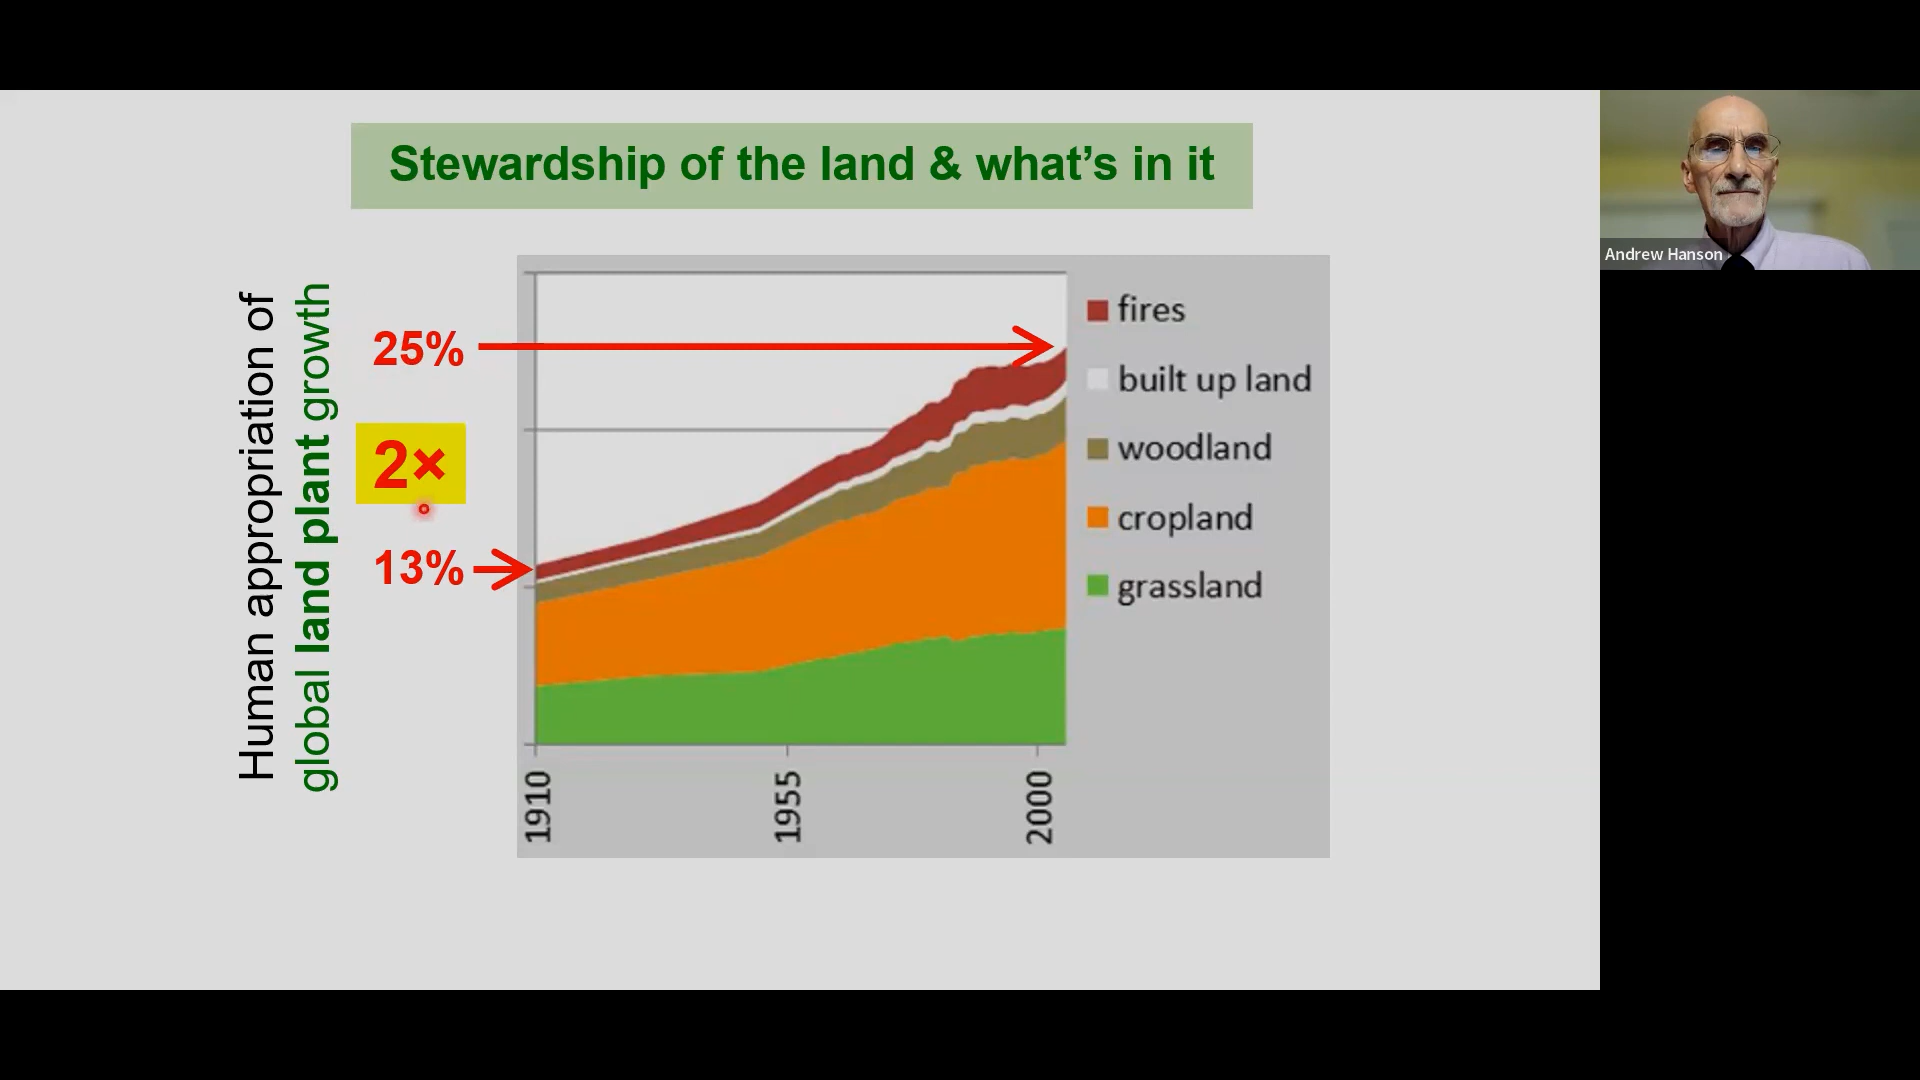 Stewardship of the land & what's in it
Andrew Hanson
Human appropriation of
global land plant growth
25%
2×
13%
fires
built up land
woodland
cropland
grassland
1910
1955
2000